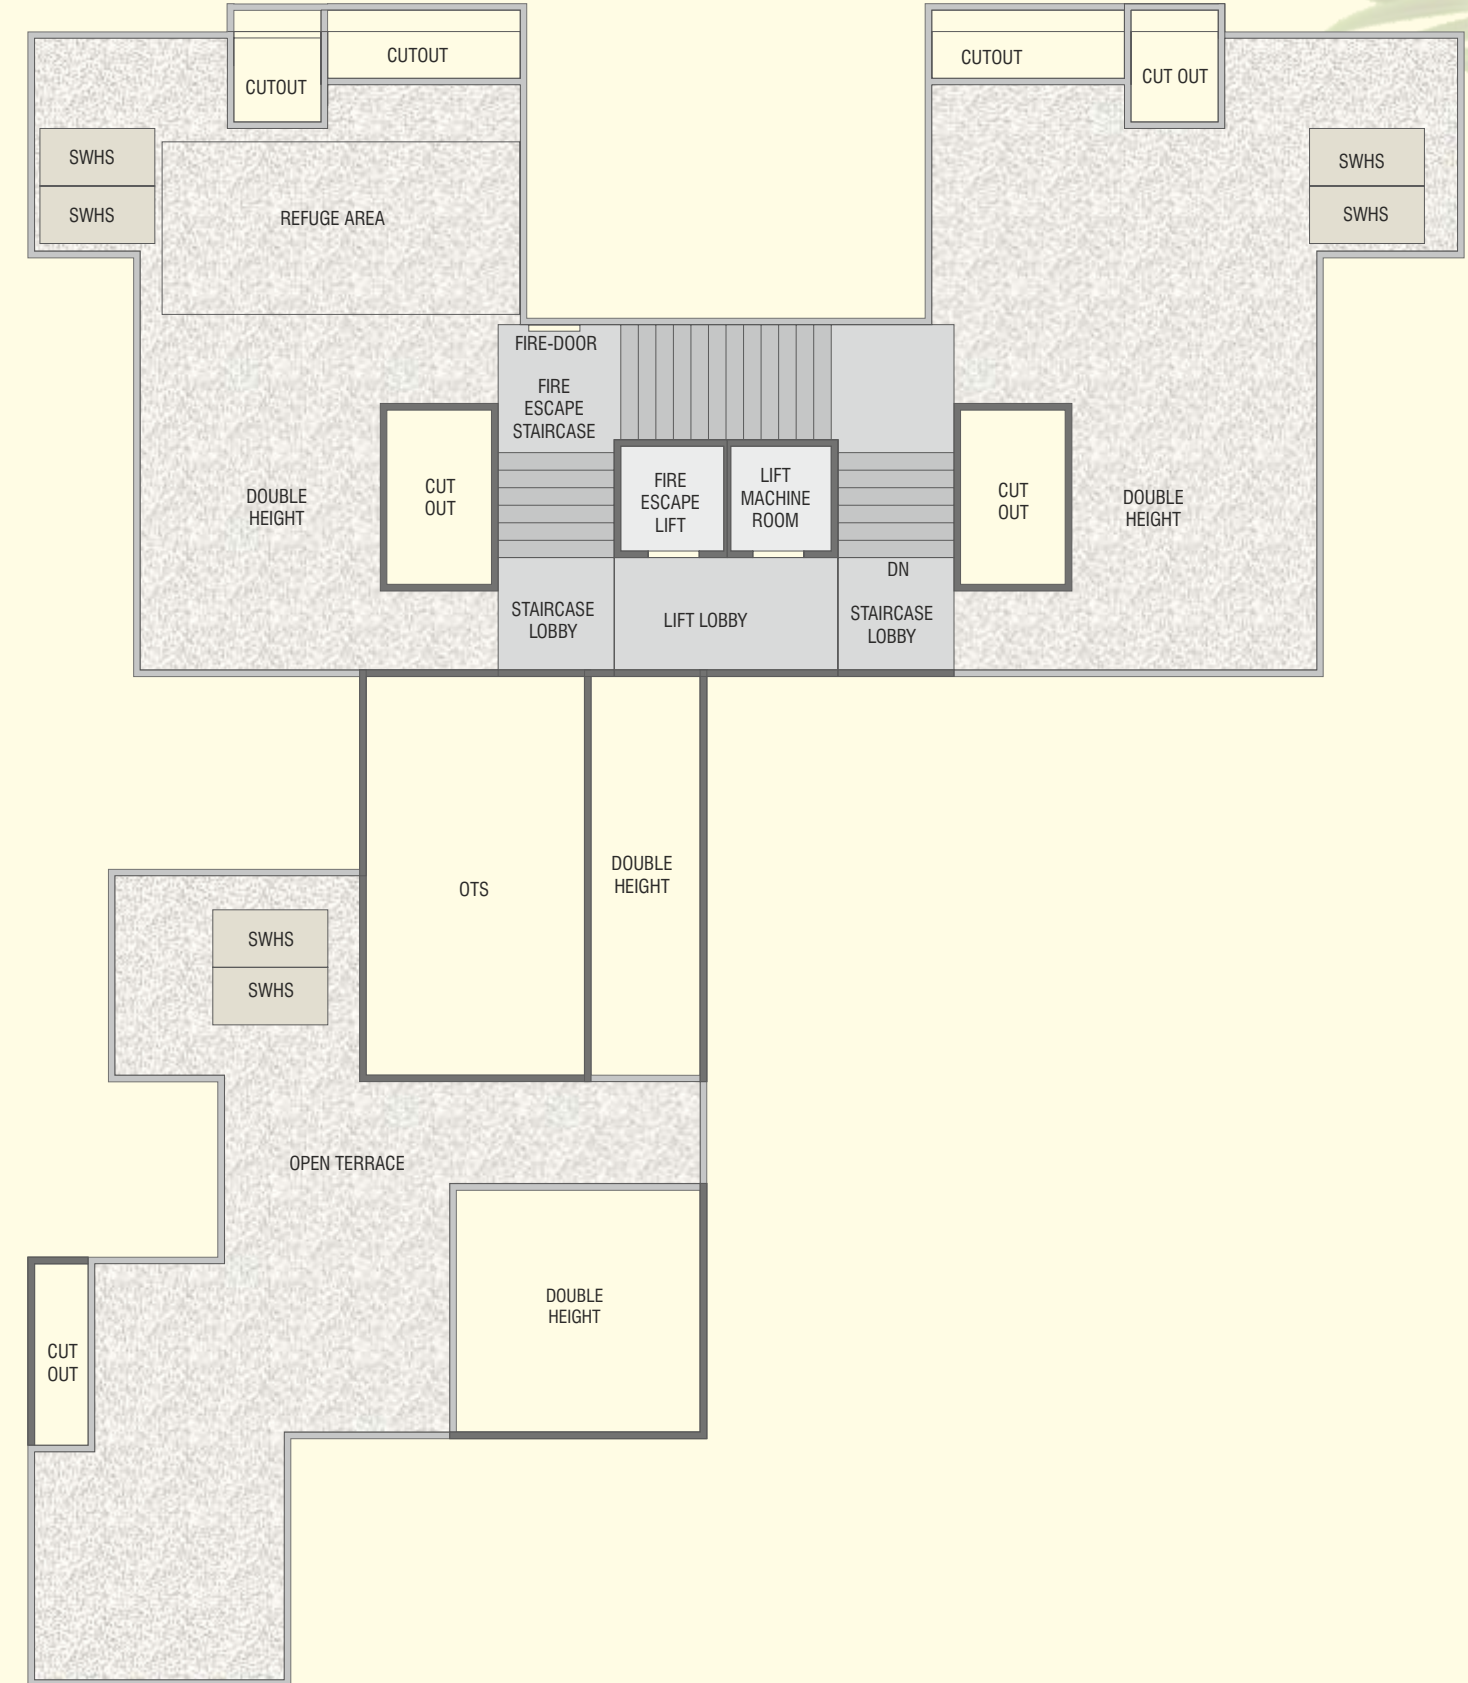 CUTOUT
CUTOUT
CUTOUT
CUT OUT
SWHS
SWHS
REFUGE AREA
SWHS
SWHS
FIRE-DOOR
FIRE
ESCAPE
STAIRCASE
DOUBLE
HEIGHT
CUT
OUT
FIRE
ESCAPE
LIFT
LIFT
MACHINE
ROOM
CUT
OUT
DOUBLE
HEIGHT
STAIRCASE
LOBBY
LIFT LOBBY
DN
STAIRCASE
LOBBY
OTS
DOUBLE
HEIGHT
SWHS
SWHS
OPEN TERRACE
DOUBLE
HEIGHT
CUT
OUT